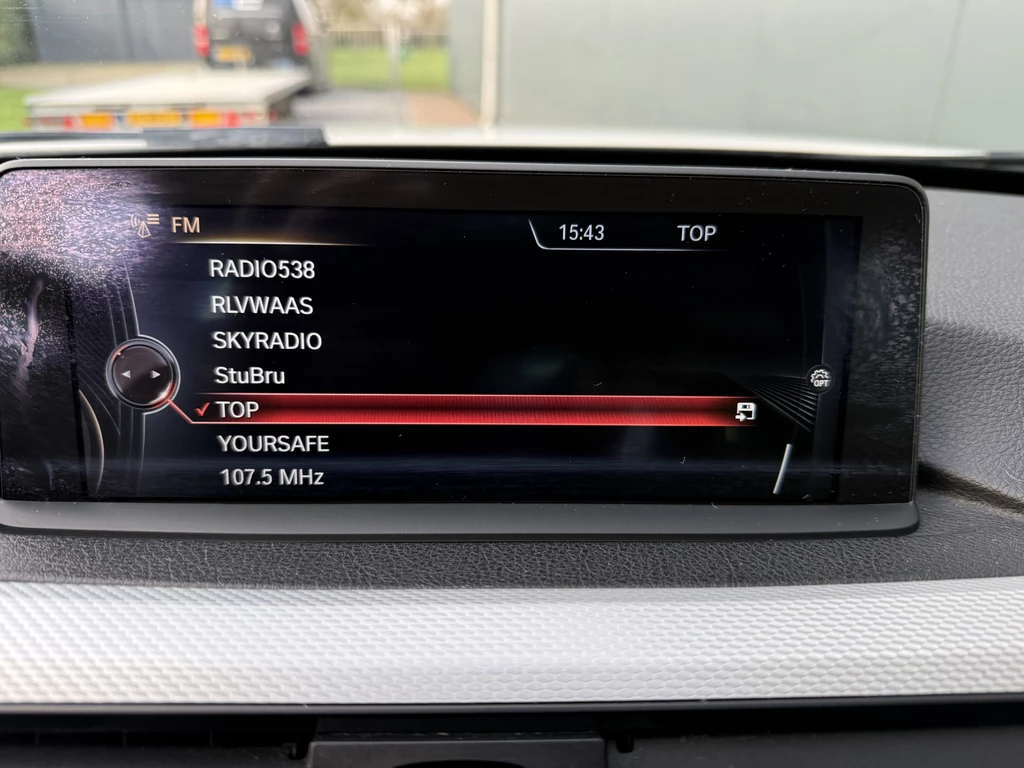 FM
15:43 TOP
RADIO538
RLVWAAS
SKYRADIO
StuBru
TOP
OPT
YOURSAFE
107.5 MHz